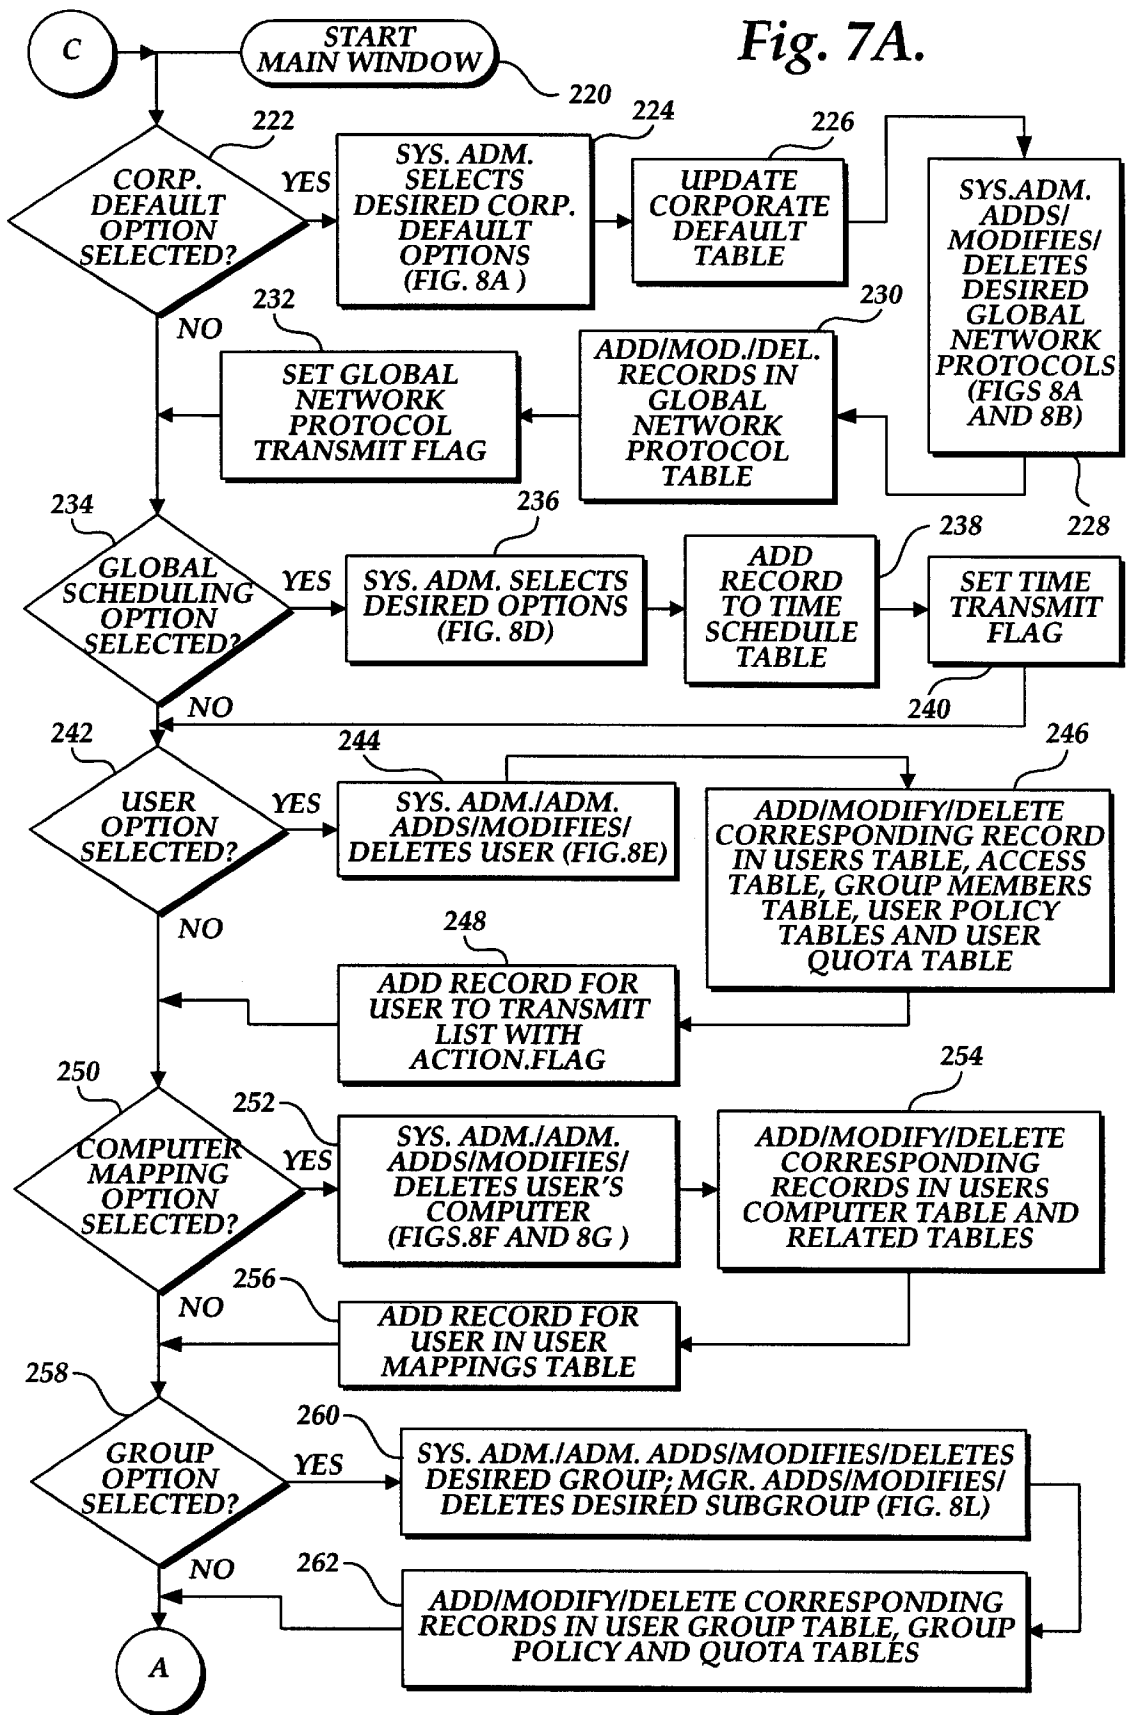 Fig. 7A.
C
START
MAIN WINDOW
220
222
CORP.
DEFAULT
OPTION
SELECTED?
YES
NO
224
SYS. ADM.
SELECTS
DESIRED CORP.
DEFAULT
OPTIONS
(FIG. 8A )
226
UPDATE
CORPORATE
DEFAULT
TABLE
SYS.ADM.
ADDS/
MODIFIES/
DELETES
DESIRED
GLOBAL
NETWORK
PROTOCOLS
(FIGS 8A
AND 8B)
228
230
ADD/MOD./DEL.
RECORDS IN
GLOBAL
NETWORK
PROTOCOL
TABLE
232
SET GLOBAL
NETWORK
PROTOCOL
TRANSMIT FLAG
234
GLOBAL
SCHEDULING
OPTION
SELECTED?
YES
NO
236
SYS. ADM. SELECTS
DESIRED OPTIONS
(FIG. 8D)
238
ADD
RECORD
TO TIME
SCHEDULE
TABLE
SET TIME
TRANSMIT
FLAG
240
242
USER
OPTION
SELECTED?
YES
NO
244
SYS. ADM./ADM.
ADDS/MODIFIES/
DELETES USER (FIG.8E)
246
ADD/MODIFY/DELETE
CORRESPONDING RECORD
IN USERS TABLE, ACCESS
TABLE, GROUP MEMBERS
TABLE, USER POLICY
TABLES AND USER
QUOTA TABLE
248
ADD RECORD FOR
USER TO TRANSMIT
LIST WITH
ACTION.FLAG
250
COMPUTER
MAPPING
OPTION
SELECTED?
YES
NO
252
SYS. ADM./ADM.
ADDS/MODIFIES/
DELETES USER'S
COMPUTER
(FIGS.8F AND 8G )
254
ADD/MODIFY/DELETE
CORRESPONDING
RECORDS IN USERS
COMPUTER TABLE AND
RELATED TABLES
256
ADD RECORD FOR
USER IN USER
MAPPINGS TABLE
258
GROUP
OPTION
SELECTED?
YES
NO
260
SYS. ADM./ADM. ADDS/MODIFIES/DELETES
DESIRED GROUP; MGR. ADDS/MODIFIES/
DELETES DESIRED SUBGROUP (FIG. 8L)
262
ADD/MODIFY/DELETE CORRESPONDING
RECORDS IN USER GROUP TABLE, GROUP
POLICY AND QUOTA TABLES
A